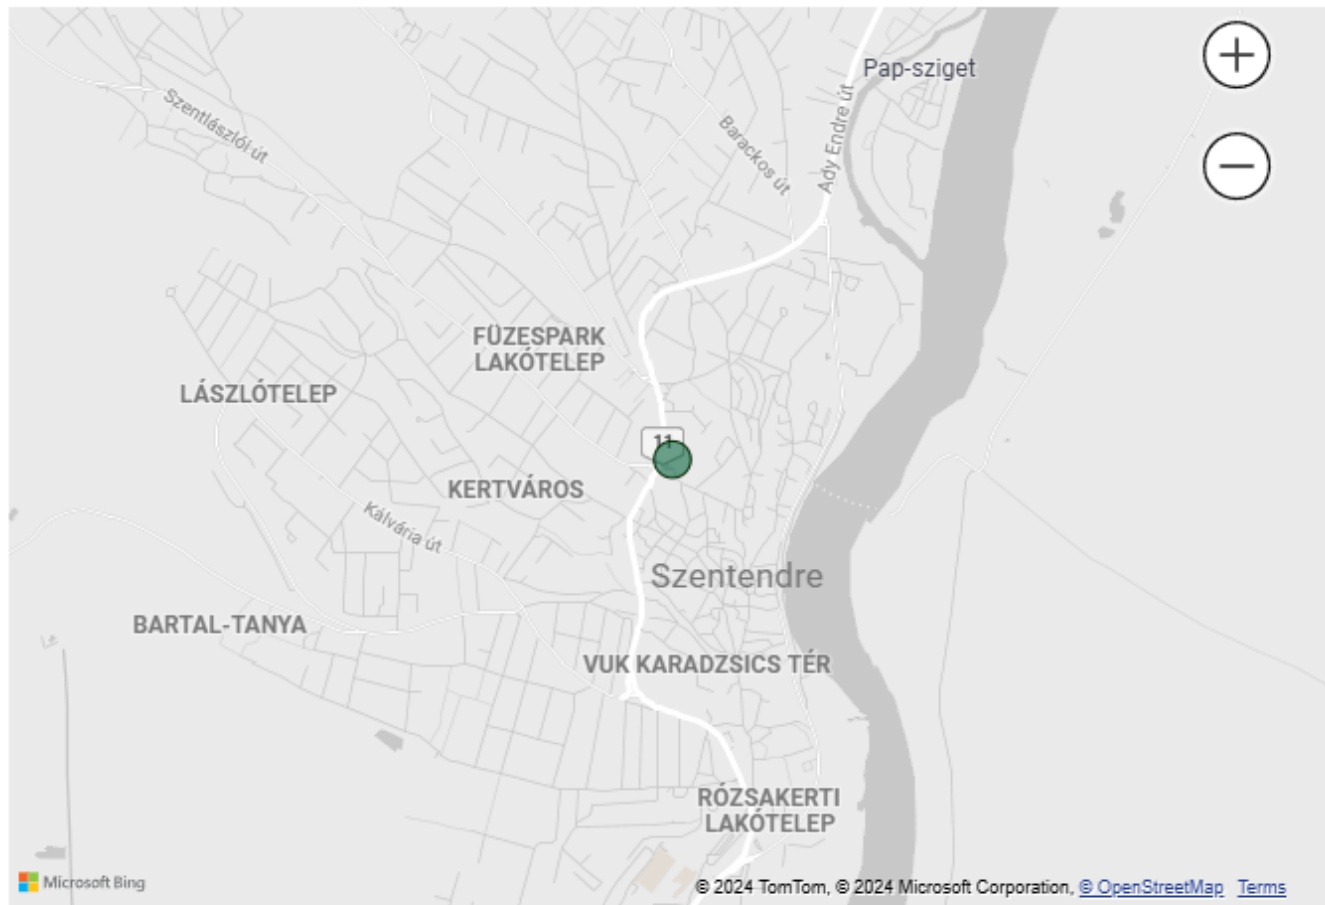 Pap-sziget
Szentlászlói út
Barackos út
Ady Endre út
FÜZESPARK
LAKÓTELEP
LÁSZLÓTELEP
11
KERTVÁROS
Kálvária út
Szentendre
BARTAL-TANYA
VUK KARADZSICS TÉR
RÓZSAKERTI
LAKÓTELEP
Microsoft Bing
© 2024 TomTom, © 2024 Microsoft Corporation, © OpenStreetMap Terms